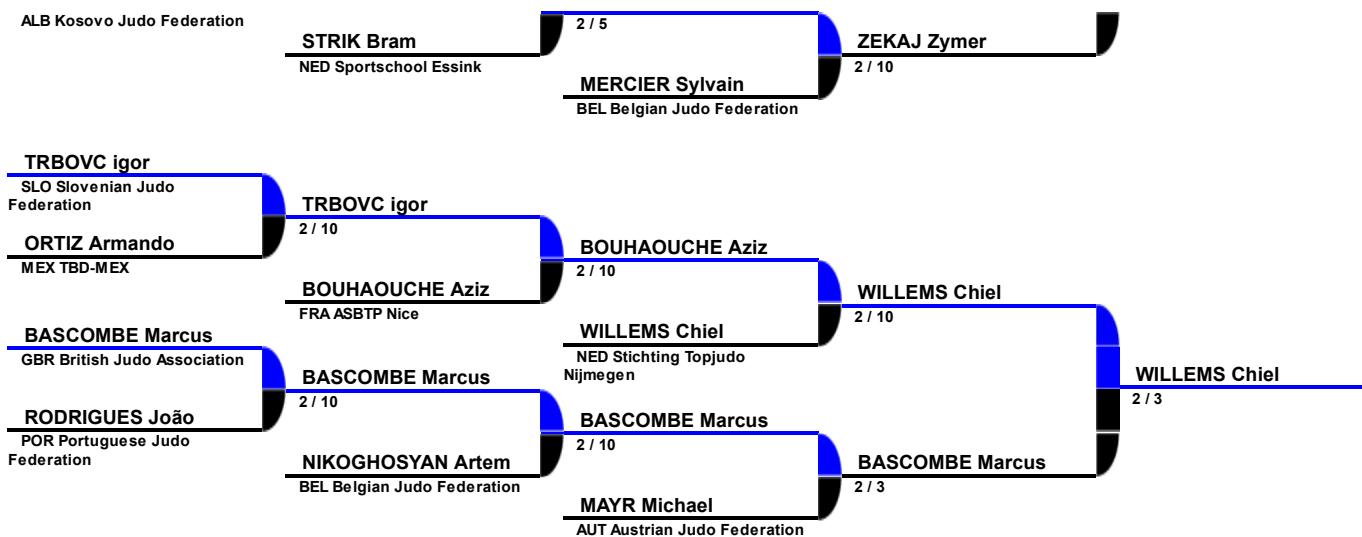 ALB Kosovo Judo Federation
STRIK Bram
NED Sportschool Essink
2 / 5
MERCIER Sylvain
BEL Belgian Judo Federation
ZEKAJ Zymer
2 / 10
TRBOVC igor
SLO Slovenian Judo
Federation
ORTIZ Armando
MEX TBD-MEX
TRBOVC igor
2 / 10
BOUHAOUCHE Aziz
FRA ASBTP Nice
BOUHAOUCHE Aziz
2 / 10
WILLEMS Chiel
NED Stichting Topjudo
Nijmegen
WILLEMS Chiel
2 / 10
BASCOMBE Marcus
GBR British Judo Association
RODRIGUES João
POR Portuguese Judo
Federation
BASCOMBE Marcus
2 / 10
NIKOGHOSYAN Artem
BEL Belgian Judo Federation
BASCOMBE Marcus
2 / 10
MAYR Michael
AUT Austrian Judo Federation
BASCOMBE Marcus
2 / 3
WILLEMS Chiel
2 / 3